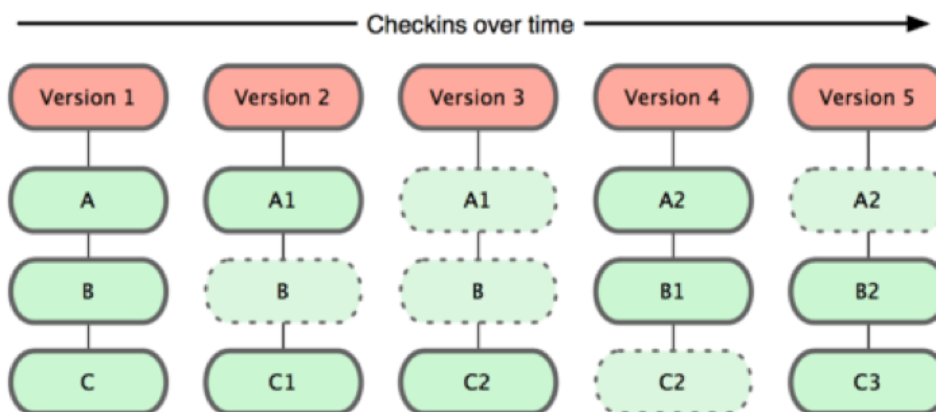 Checkins over time
Version 1 Version 2 Version 3 Version 4 Version 5
A A1 A1 A2 A2
B B B B1 B2
C C1 C2 C2 C3